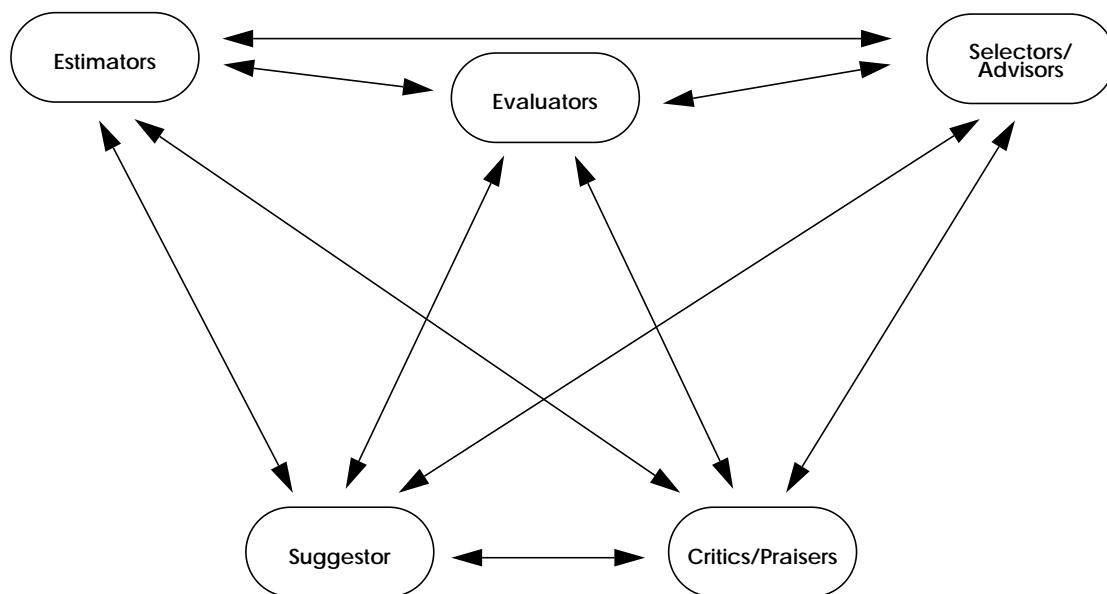 Estimators
Evaluators
Selectors/
Advisors
Suggestor
Critics/Praisers